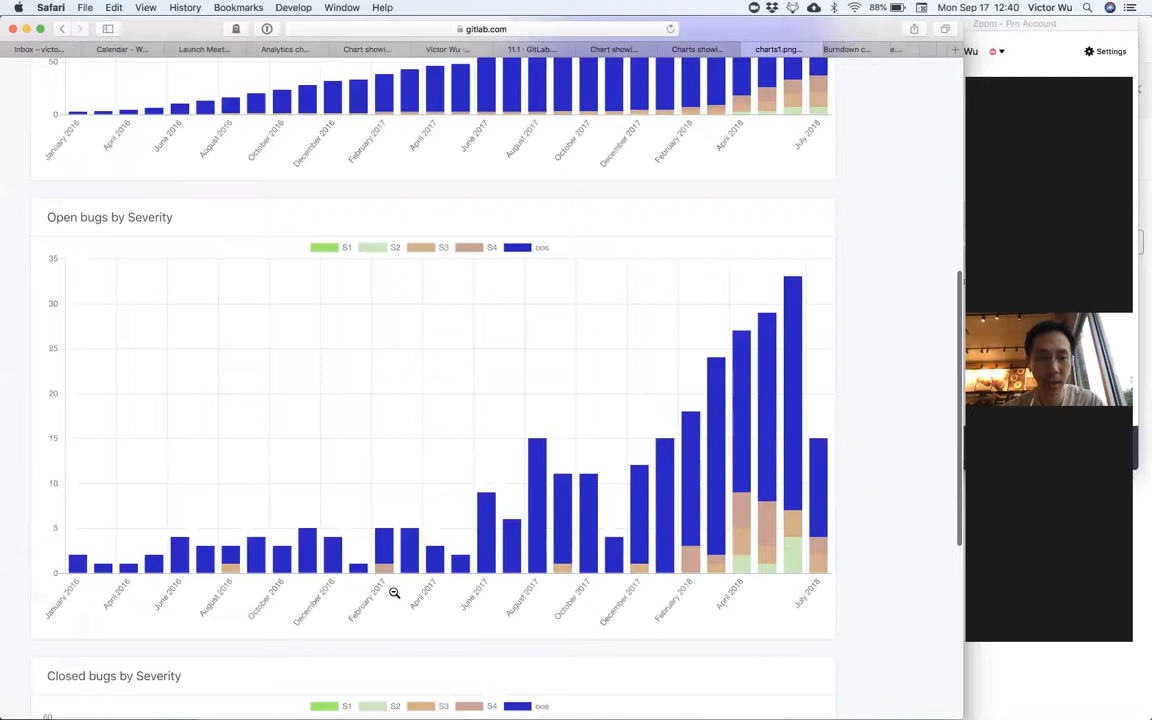 Safari File Edit View History Bookmarks Develop Window Help
88% Mon Sep 17 12:40 Victor Wu
gitlab.com
Zoom - Pro Account
Inbox – victo... Calendar - W... Launch Meet... Analytics ch... Chart showi... Victor Wu ·... 11.1 · GitLab... Chart showi... Charts showi... charts1.png... Burndown c... e....
Wu
Settings
50
0
January 2016 April 2016 June 2016 August 2016 October 2016 December 2016 February 2017 April 2017 June 2017 August 2017 October 2017 December 2017 February 2018 April 2018 July 2018
Open bugs by Severity
S1 S2 S3 S4 oos
35
30
25
20
15
10
5
0
January 2016 April 2016 June 2016 August 2016 October 2016 December 2016 February 2017 April 2017 June 2017 August 2017 October 2017 December 2017 February 2018 April 2018 July 2018
Closed bugs by Severity
S1 S2 S3 S4 oos
60